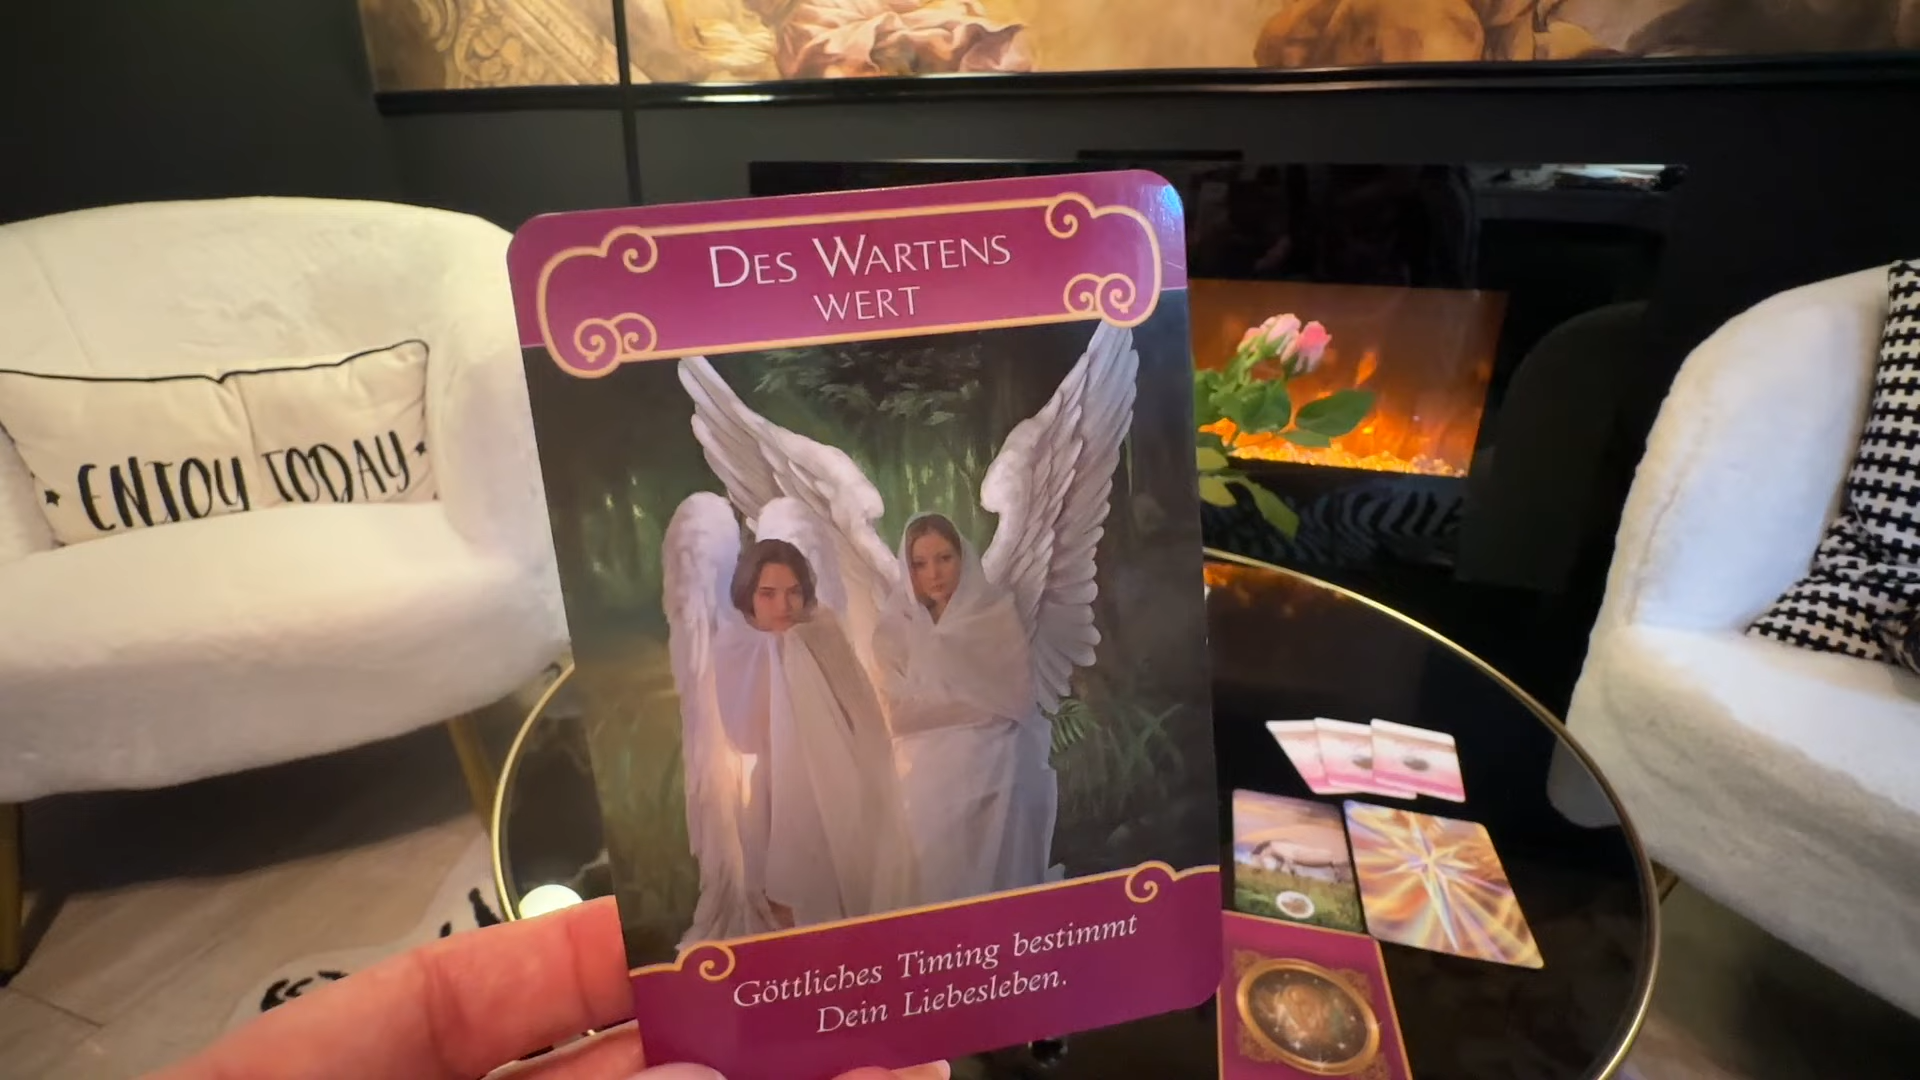 DES WARTENS
WERT
ENJOY TODAY
Göttliches Timing bestimmt
Dein Liebesleben.